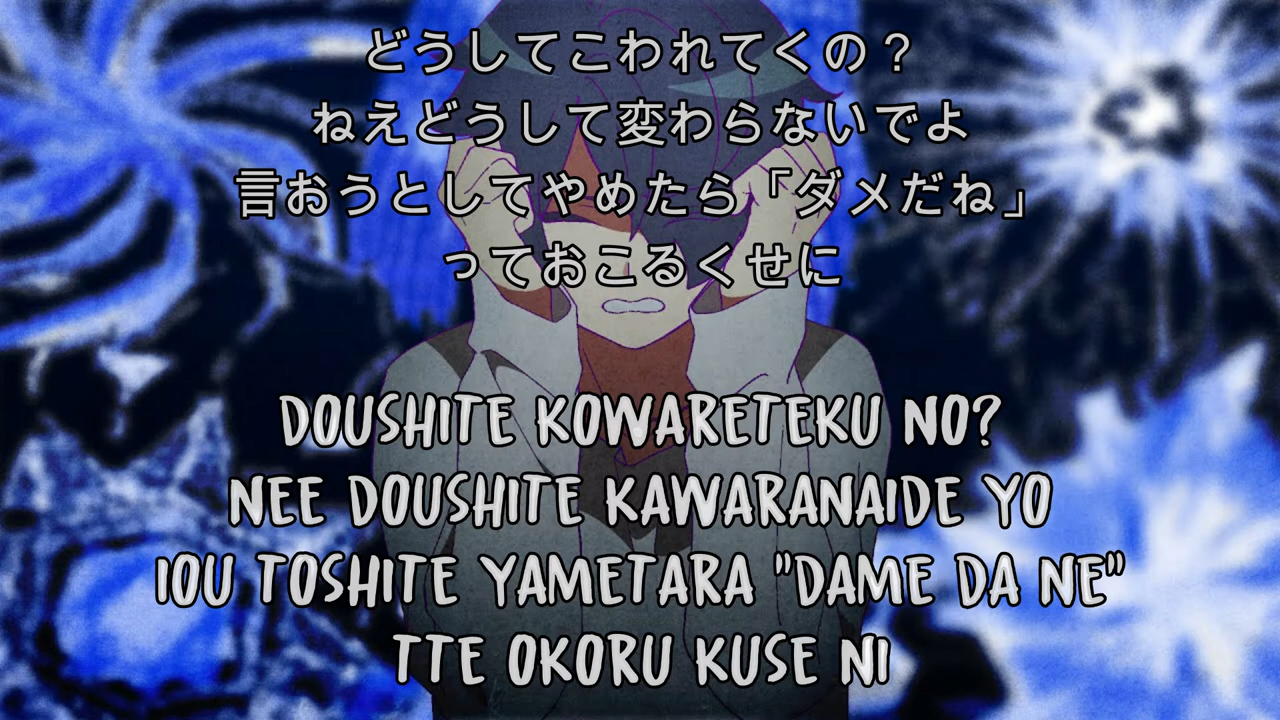 どうしてこわれてくの？
ねえどうして変わらないでよ
言おうとしてやめたら「ダメだね」
っておこるくせに
DOUSHITE KOWARETEKU NO?
NEE DOUSHITE KAWARANAIDE YO
IOU TOSHITE YAMETARA "DAME DA NE"
TTE OKORU KUSE NI